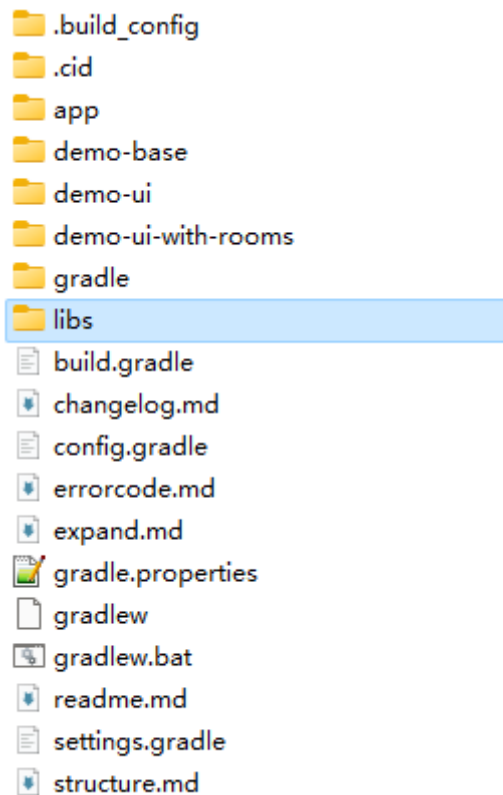 .build_config
.cid
app
demo-base
demo-ui
demo-ui-with-rooms
gradle
libs
build.gradle
changelog.md
config.gradle
errorcode.md
expand.md
gradle.properties
gradlew
gradlew.bat
readme.md
settings.gradle
structure.md